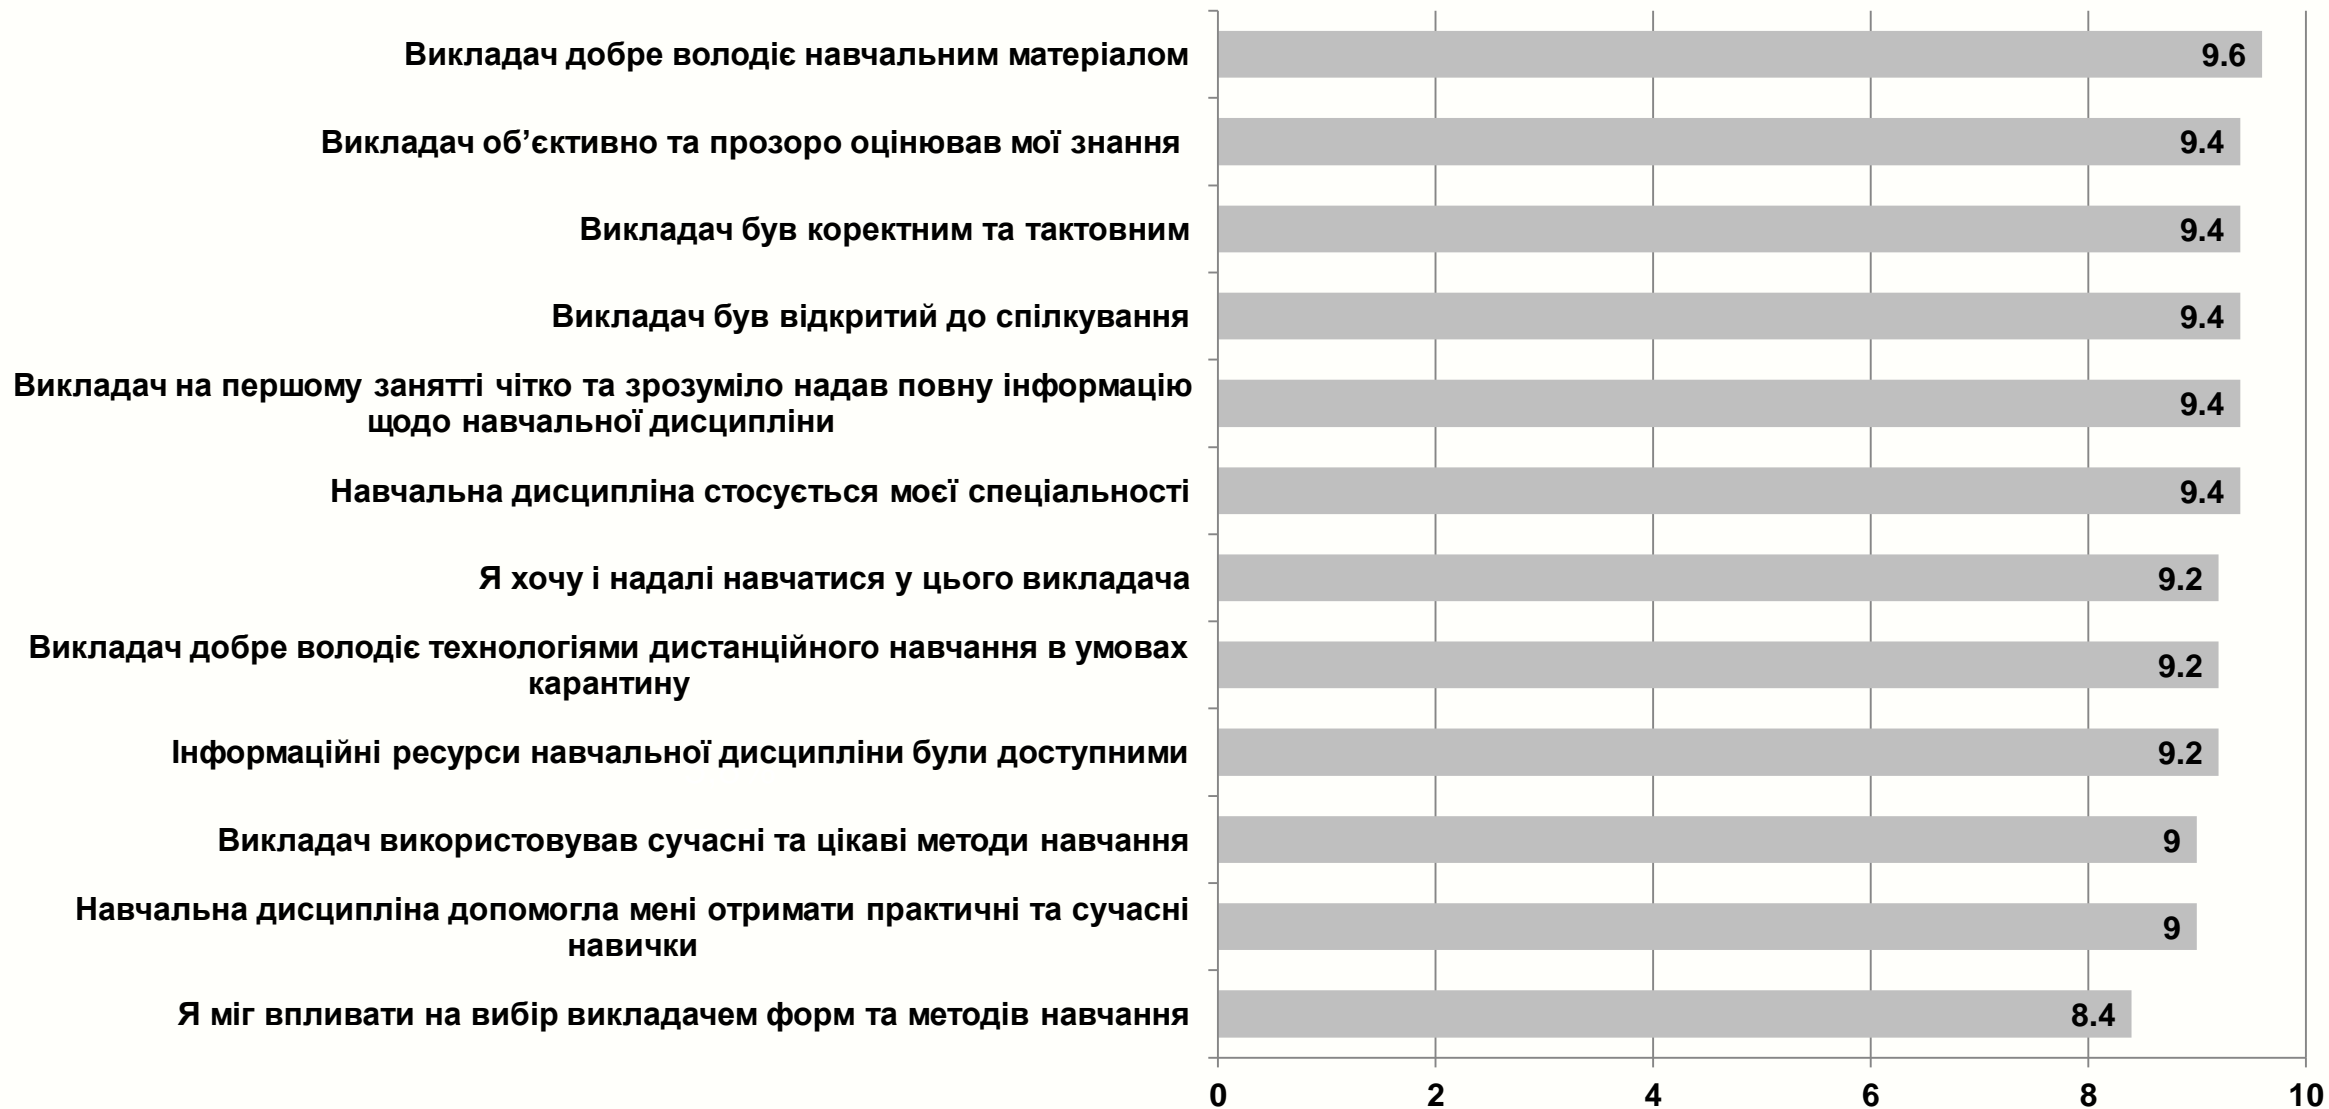 Викладач добре володіє навчальним матеріалом
9.6
Викладач об’єктивно та прозоро оцінював мої знання
9.4
Викладач був коректним та тактовним
9.4
Викладач був відкритий до спілкування
9.4
Викладач на першому занятті чітко та зрозуміло надав повну інформацію
щодо навчальної дисципліни
9.4
Навчальна дисципліна стосується моєї спеціальності
9.4
Я хочу і надалі навчатися у цього викладача
9.2
Викладач добре володіє технологіями дистанційного навчання в умовах
карантину
9.2
Інформаційні ресурси навчальної дисципліни були доступними
9.2
Викладач використовував сучасні та цікаві методи навчання
9
Навчальна дисципліна допомогла мені отримати практичні та сучасні
навички
9
Я міг впливати на вибір викладачем форм та методів навчання
8.4
0 2 4 6 8 10